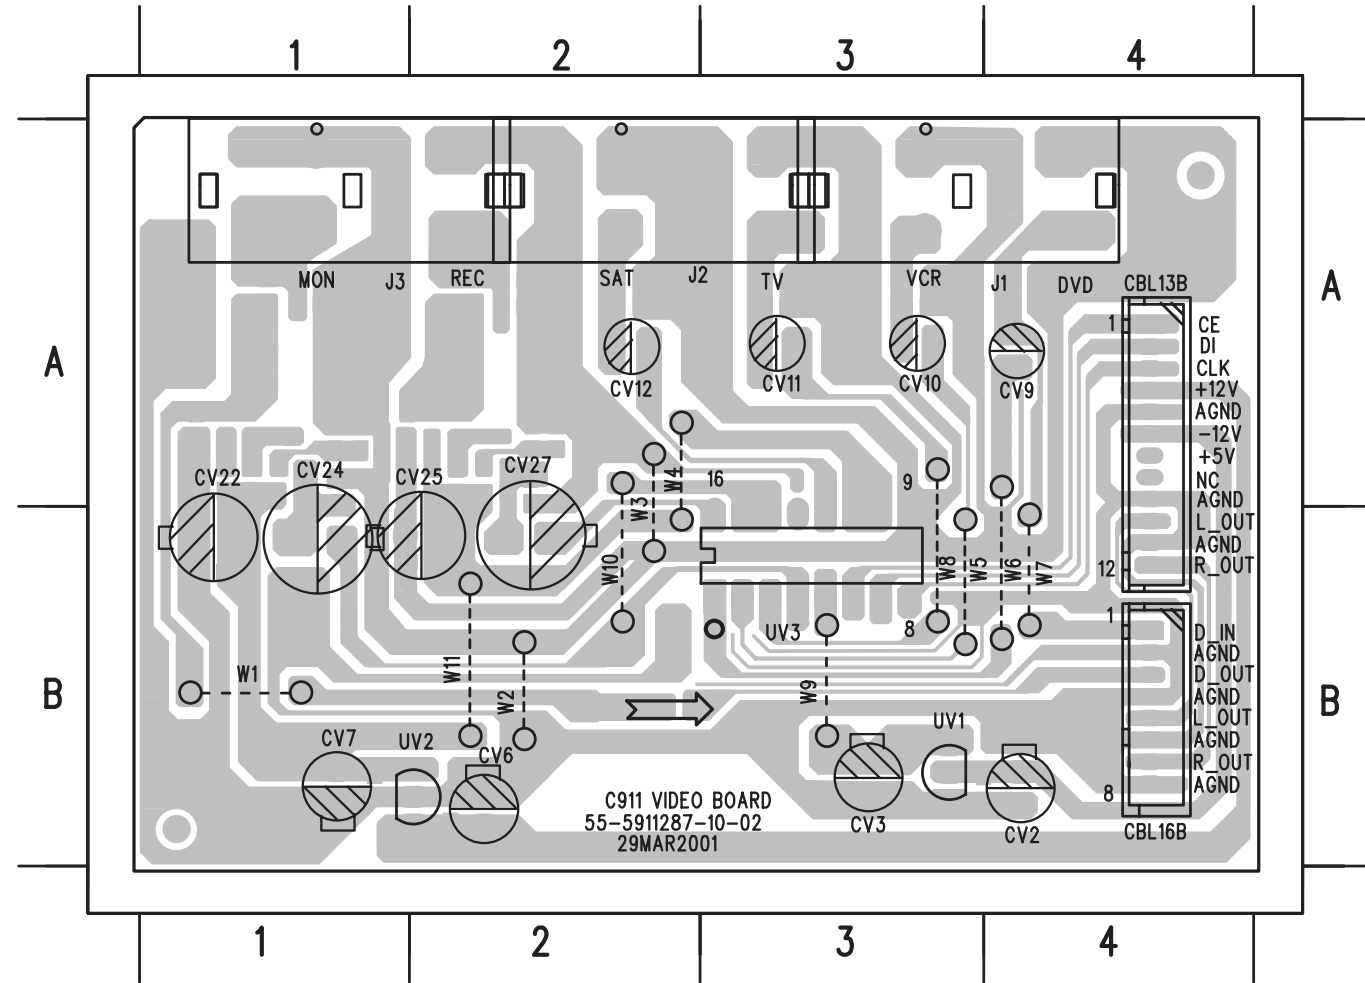 1 2 3 4
A A
MON J3 REC SAT J2 TV VCR J1 DVD CBL13B
1 CE
DI
CLK
+12V
AGND
-12V
+5V
NC
AGND
L_OUT
AGND
12 R_OUT
CV12 CV11 CV10 CV9
CV22 CV24 CV25 CV27
W10 W3 W4 16 9 W8 W5 W6 W7
UV3 8
1 D_IN
AGND
D_OUT
AGND
L_OUT
AGND
R_OUT
8 AGND
CBL16B
B B
W1 W11 W2 W9
CV7 UV2 CV6 UV1
CV3 CV2
C911 VIDEO BOARD
55-5911287-10-02
29MAR2001
1 2 3 4